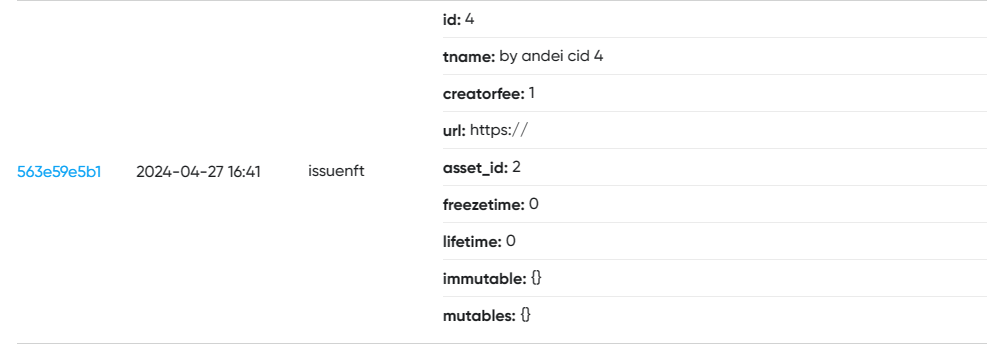 id: 4
tname: by andei cid 4
creatorfee: 1
url: https://
563e59e5b1 2024-04-27 16:41 issuenft asset_id: 2
freezetime: 0
lifetime: 0
immutable: {}
mutables: {}